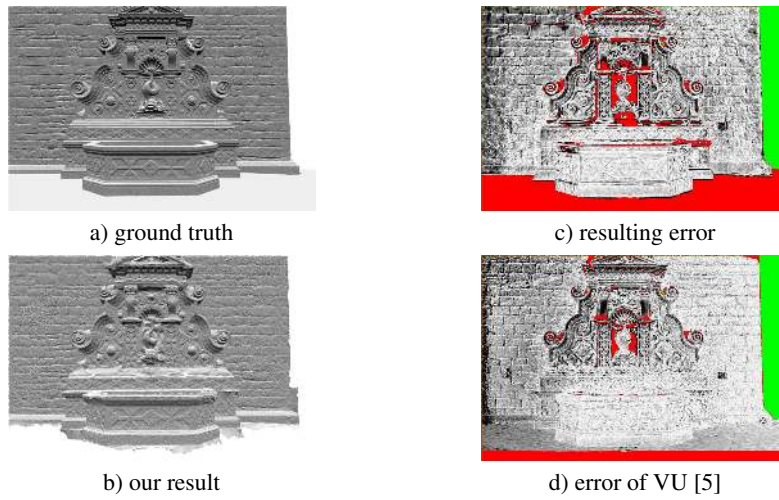 a) ground truth
c) resulting error
b) our result
d) error of VU [5]